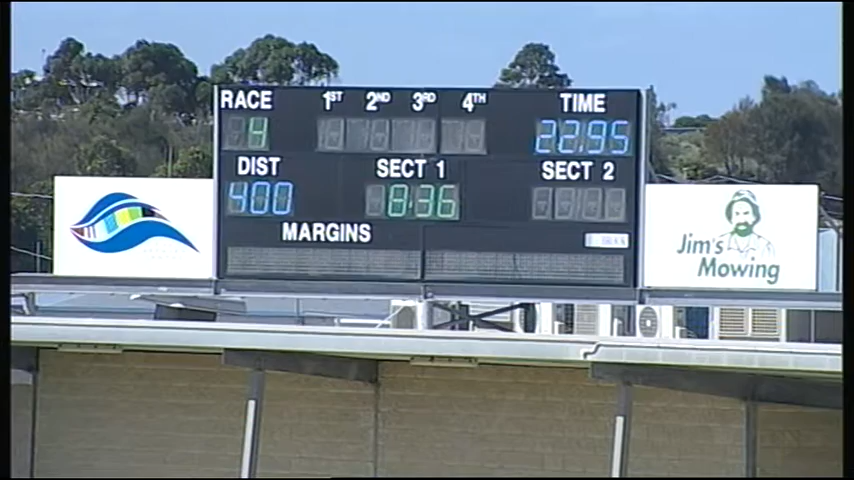 RACE 1ST 2ND 3RD 4TH TIME
4 22.95
DIST SECT 1 SECT 2
400 8.36
MARGINS
Jim's
Mowing